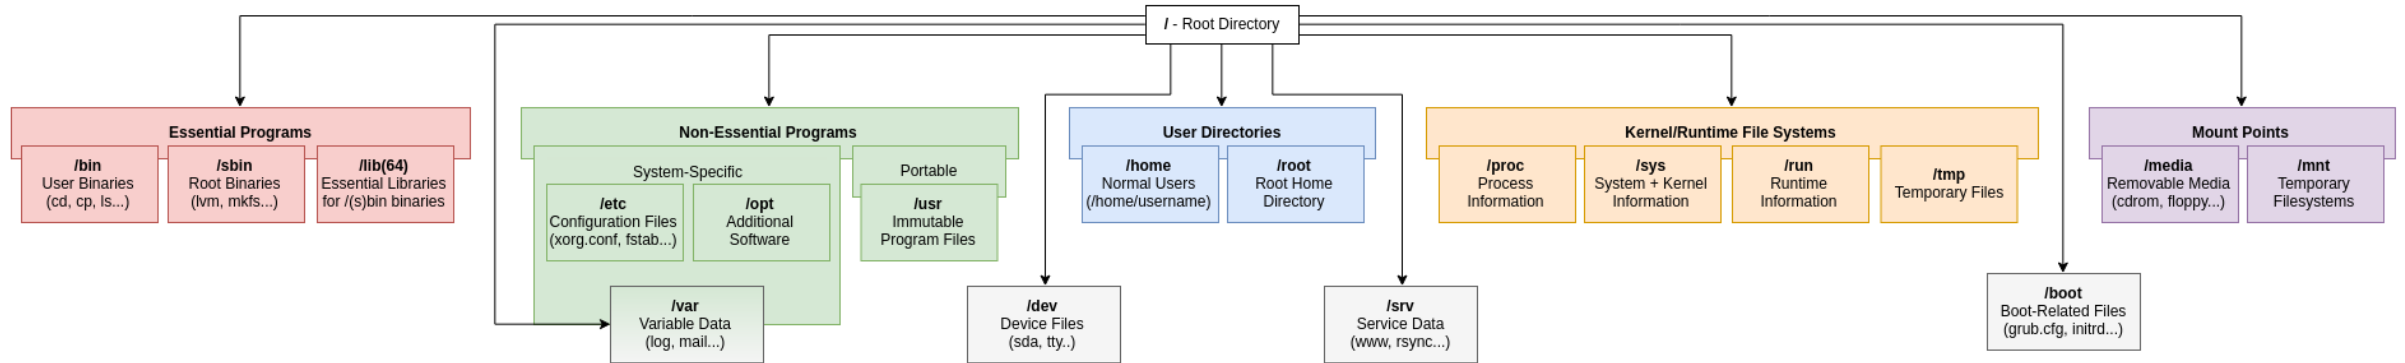 / - Root Directory
Essential Programs
/bin
User Binaries
(cd, cp, ls...)
/sbin
Root Binaries
(lvm, mkfs...)
/lib(64)
Essential Libraries
for /(s)bin binaries
Non-Essential Programs
System-Specific
/etc
Configuration Files
(xorg.conf, fstab...)
/opt
Additional
Software
Portable
/usr
Immutable
Program Files
/var
Variable Data
(log, mail...)
User Directories
/home
Normal Users
(/home/username)
/root
Root Home
Directory
/dev
Device Files
(sda, tty..)
/srv
Service Data
(www, rsync...)
Kernel/Runtime File Systems
/proc
Process
Information
/sys
System + Kernel
Information
/run
Runtime
Information
/tmp
Temporary Files
/boot
Boot-Related Files
(grub.cfg, initrd...)
Mount Points
/media
Removable Media
(cdrom, floppy...)
/mnt
Temporary
Filesystems